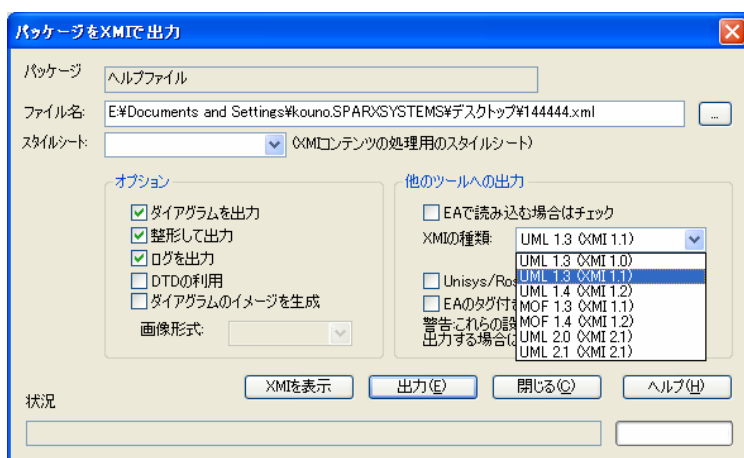 パッケージをXMIで出力
パッケージ
ヘルプファイル
ファイル名:
E:¥Documents and Settings¥kouno.SPARXSYSTEMS¥デスクトップ¥144444.xml
...
スタイルシート:
(XMIコンテンツの処理用のスタイルシート)
オプション
ダイアグラムを出力
整形して出力
ログを出力
DTDの利用
ダイアグラムのイメージを生成
画像形式:
他のツールへの出力
EAで読み込む場合はチェック
XMIの種類:
UML 1.3 (XMI 1.1)
UML 1.3 (XMI 1.0)
UML 1.3 (XMI 1.1)
UML 1.4 (XMI 1.2)
MOF 1.3 (XMI 1.1)
MOF 1.4 (XMI 1.2)
UML 2.0 (XMI 2.1)
UML 2.1 (XMI 2.1)
Unisys/Ros
EAのタグ付き
警告:これらの設
出力する場合は
XMIを表示
出力(E)
閉じる(C)
ヘルプ(H)
状況